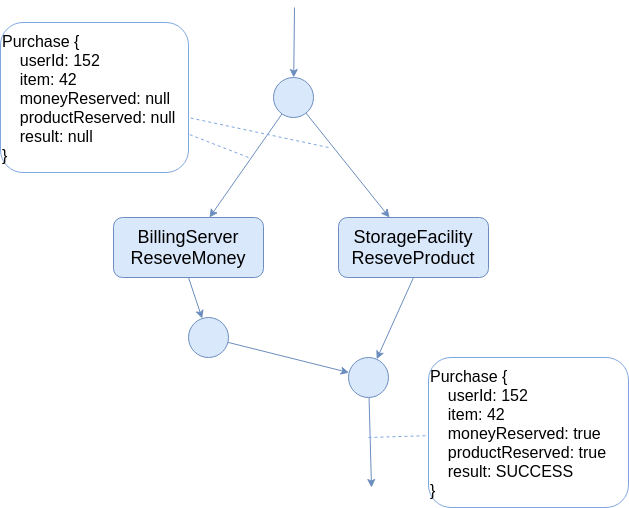 Purchase {
userId: 152
item: 42
moneyReserved: null
productReserved: null
result: null
}
BillingServer
ReseveMoney
StorageFacility
ReseveProduct
Purchase {
userId: 152
item: 42
moneyReserved: true
productReserved: true
result: SUCCESS
}